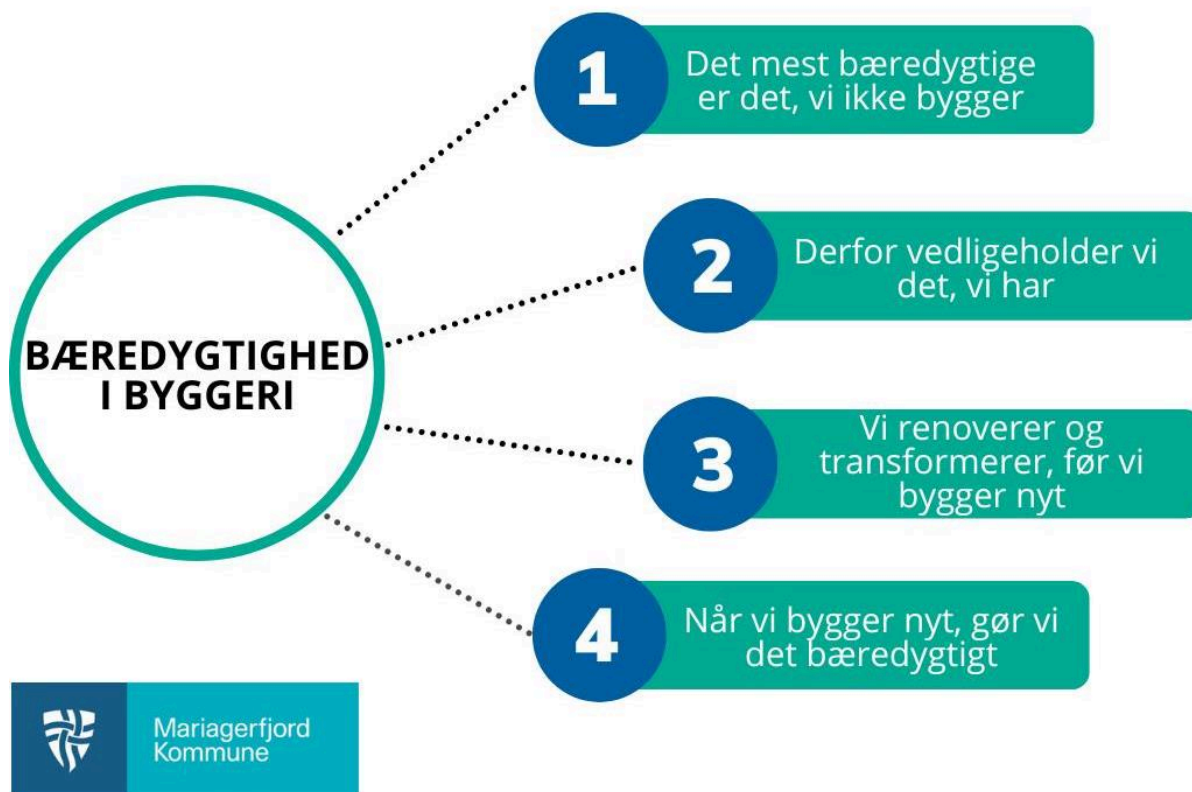 BÆREDYGTIGHED
I BYGGERI
1
Det mest bæredygtige
er det, vi ikke bygger
2
Derfor vedligeholder vi
det, vi har
3
Vi renoverer og
transformerer, før vi
bygger nyt
4
Når vi bygger nyt, gør vi
det bæredygtigt
Mariagerfjord
Kommune